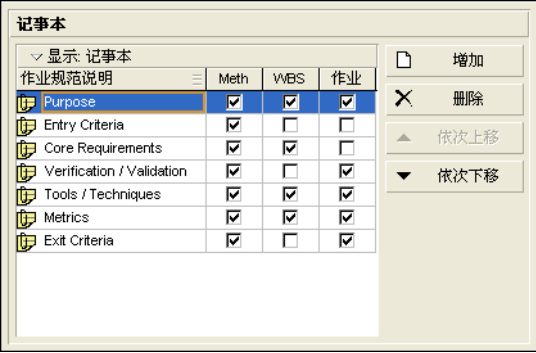 记事本
显示: 记事本
作业规范说明 Meth WBS 作业
Purpose
Entry Criteria
Core Requirements
Verification / Validation
Tools / Techniques
Metrics
Exit Criteria
增加
删除
依次上移
依次下移